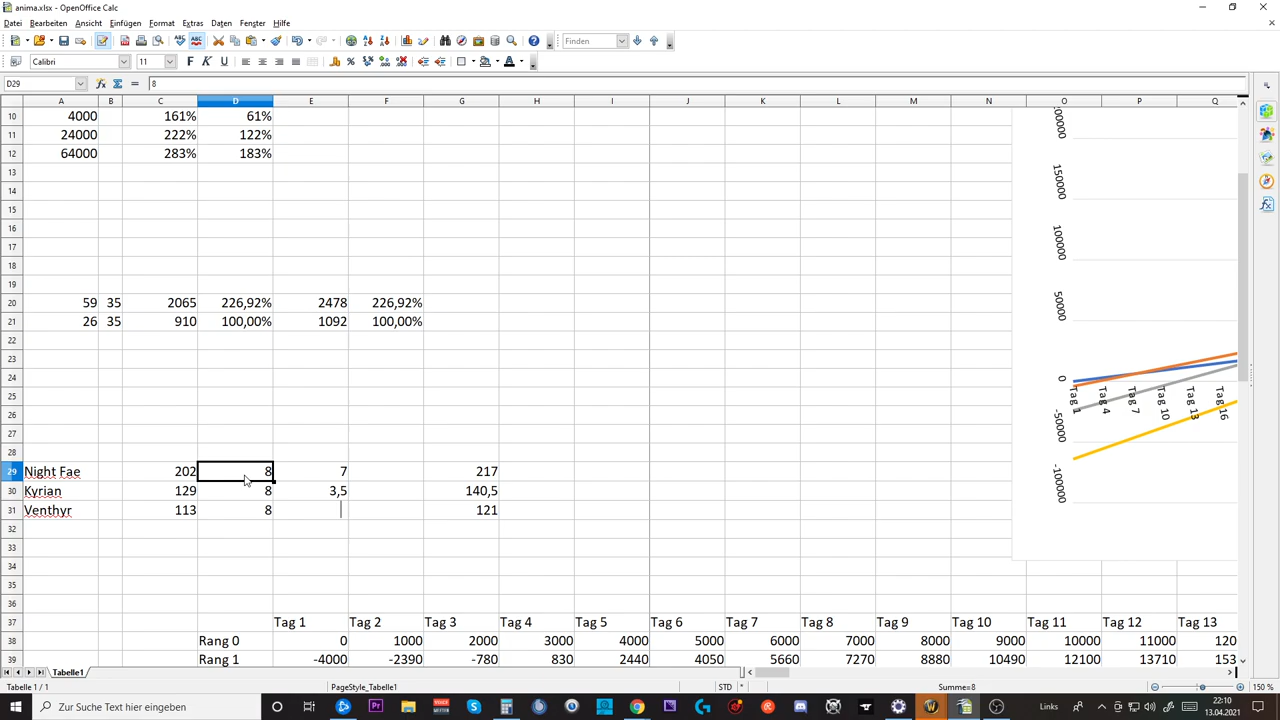 anima.xlsx - OpenOffice Calc
Datei Bearbeiten Ansicht Einfügen Format Extras Daten Fenster Hilfe
Finden
Calibri 11
D29 8
A B C D E F G H I J K L M N O P Q
10 4000 161% 61%
11 24000 222% 122%
12 64000 283% 183%
13
14
15
16
17
18
19
20 59 35 2065 226,92% 2478 226,92%
21 26 35 910 100,00% 1092 100,00%
22
23
24
25
26
27
28
29 Night Fae 202 8 7 217
30 Kyrian 129 8 3,5 140,5
31 Venthyr 113 8 121
32
33
34
35
36
37 Tag 1 Tag 2 Tag 3 Tag 4 Tag 5 Tag 6 Tag 7 Tag 8 Tag 9 Tag 10 Tag 11 Tag 12 Tag 13
38 Rang 0 0 1000 2000 3000 4000 5000 6000 7000 8000 9000 10000 11000 120
39 Rang 1 -4000 -2390 -780 830 2440 4050 5660 7270 8880 10490 12100 13710 153
150000
100000
50000
0
-50000
-100000
Tag 1 Tag 4 Tag 7 Tag 10 Tag 13 Tag 16
Tabelle1
Tabelle 1 / 1 PageStyle_Tabelle1 STD * Summe=8 150 %
Zur Suche Text hier eingeben
Links
22:10
13.04.2021